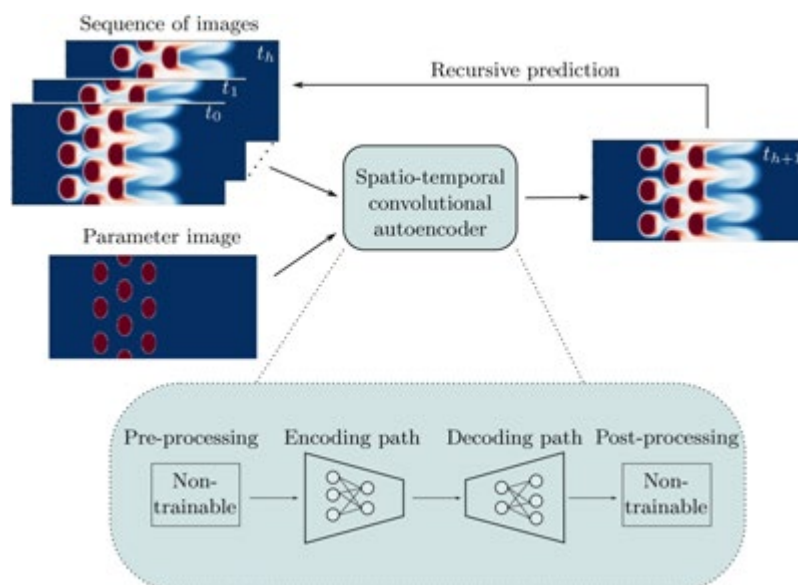 Sequence of images
t_h
t_1
t_0
Recursive prediction
Spatio-temporal
convolutional
autoencoder
t_{h+1}
Parameter image
Pre-processing
Encoding path
Decoding path
Post-processing
Non-
trainable
Non-
trainable